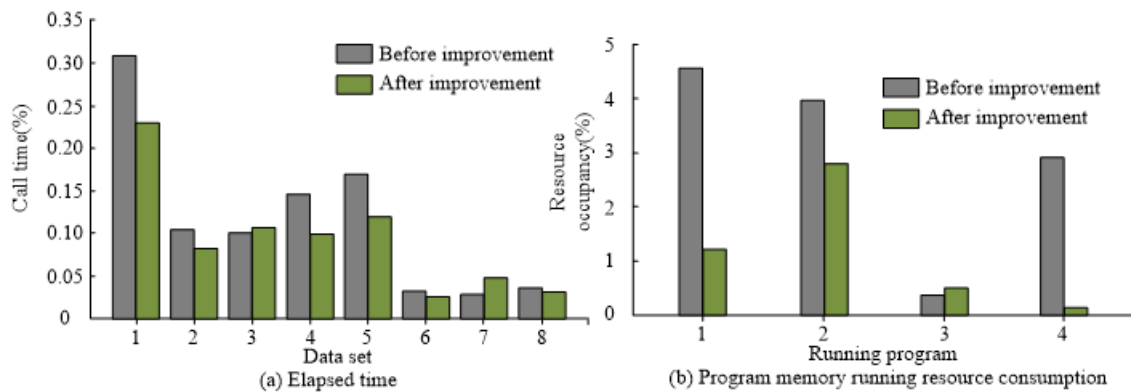 0.35
0.30
0.25
0.20
0.15
0.10
0.05
0
Call time(%)
Before improvement
After improvement
1 2 3 4 5 6 7 8
Data set
(a) Elapsed time
5
4
3
2
1
0
Resource
occupancy(%)
Before improvement
After improvement
1 2 3 4
Running program
(b) Program memory running resource consumption